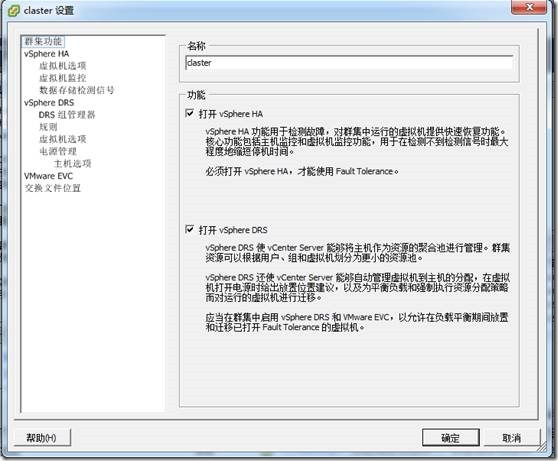 claster 设置
群集功能
vSphere HA
虚拟机选项
虚拟机监控
数据存储检测信号
vSphere DRS
DRS 组管理器
规则
虚拟机选项
电源管理
主机选项
VMware EVC
交换文件位置
名称
claster
功能
打开 vSphere HA
vSphere HA 功能用于检测故障，对群集中运行的虚拟机提供快速恢复功能。
核心功能包括主机监控和虚拟机监控功能，用于在检测不到检测信号时最大
程度地缩短停机时间。
必须打开 vSphere HA，才能使用 Fault Tolerance。
打开 vSphere DRS
vSphere DRS 使 vCenter Server 能够将主机作为资源的聚合池进行管理。群集
资源可以根据用户、组和虚拟机划分为更小的资源池。
vSphere DRS 还使 vCenter Server 能够自动管理虚拟机到主机的分配，在虚拟
机打开电源时给出放置位置建议，以及为平衡负载和强制执行资源分配策略
而对运行的虚拟机进行迁移。
应当在群集中启用 vSphere DRS 和 VMware EVC，以允许在负载平衡期间放置
和迁移已打开 Fault Tolerance 的虚拟机。
帮助(H)
确定
取消